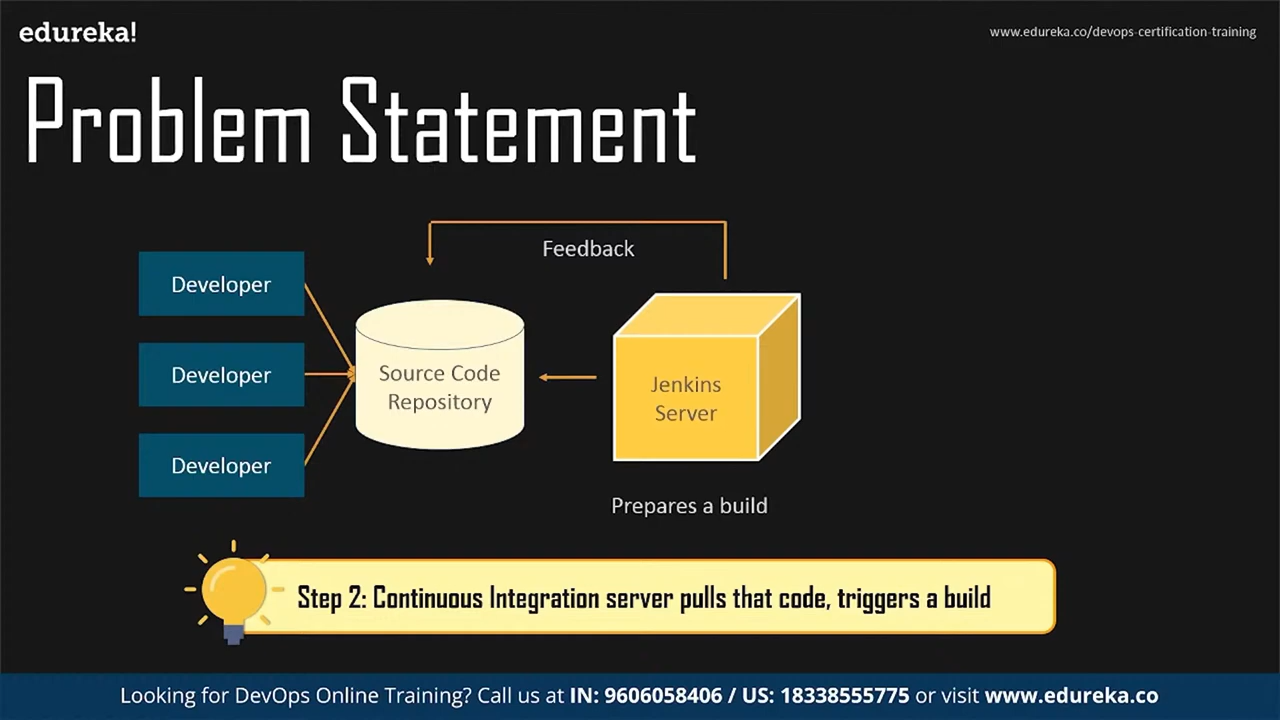 edureka!
www.edureka.co/devops-certification-training
Problem Statement
Feedback
Developer
Developer
Developer
Source Code
Repository
Jenkins
Server
Prepares a build
Step 2: Continuous Integration server pulls that code, triggers a build
Looking for DevOps Online Training? Call us at IN: 9606058406 / US: 18338555775 or visit www.edureka.co